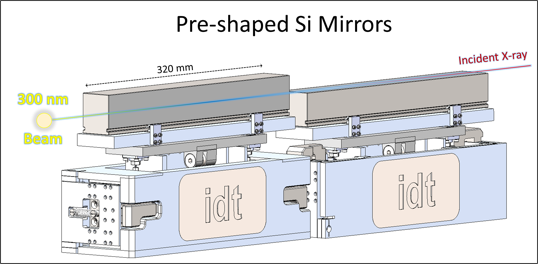 Pre-shaped Si Mirrors
Incident X-ray
320 mm
300 nm
Beam
idt
idt